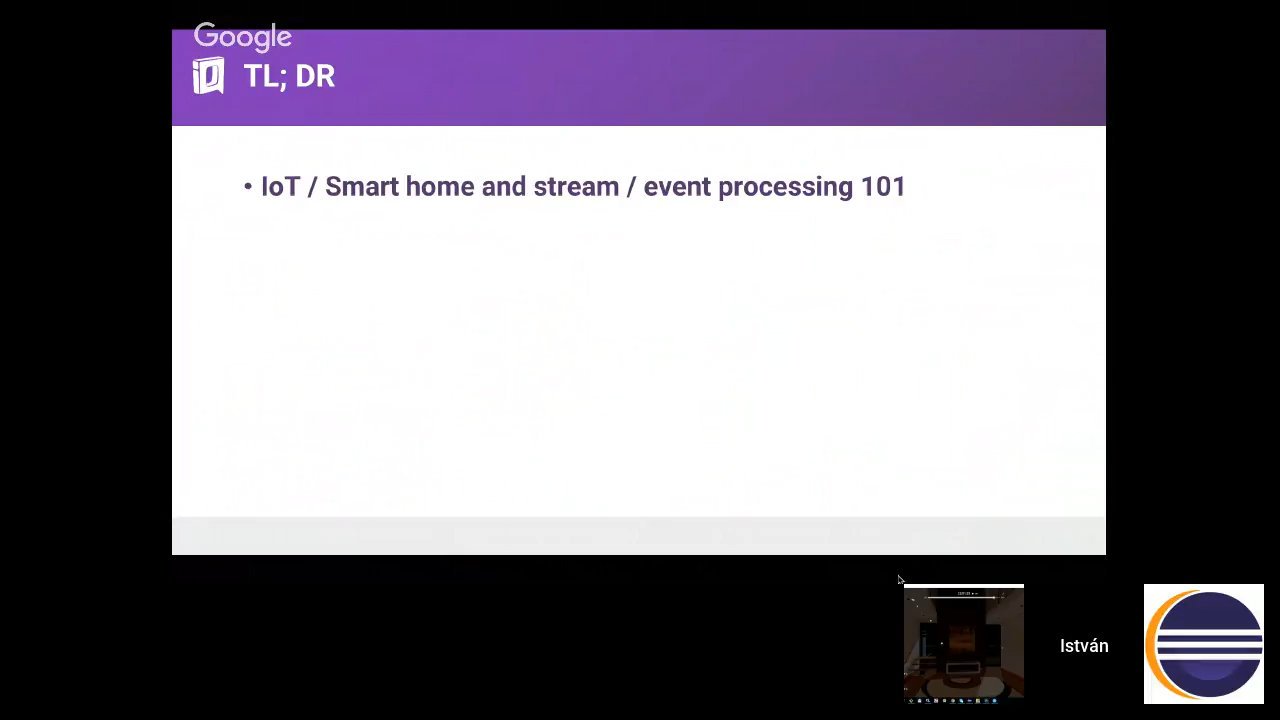 Google
TL; DR
• IoT / Smart home and stream / event processing 101
István